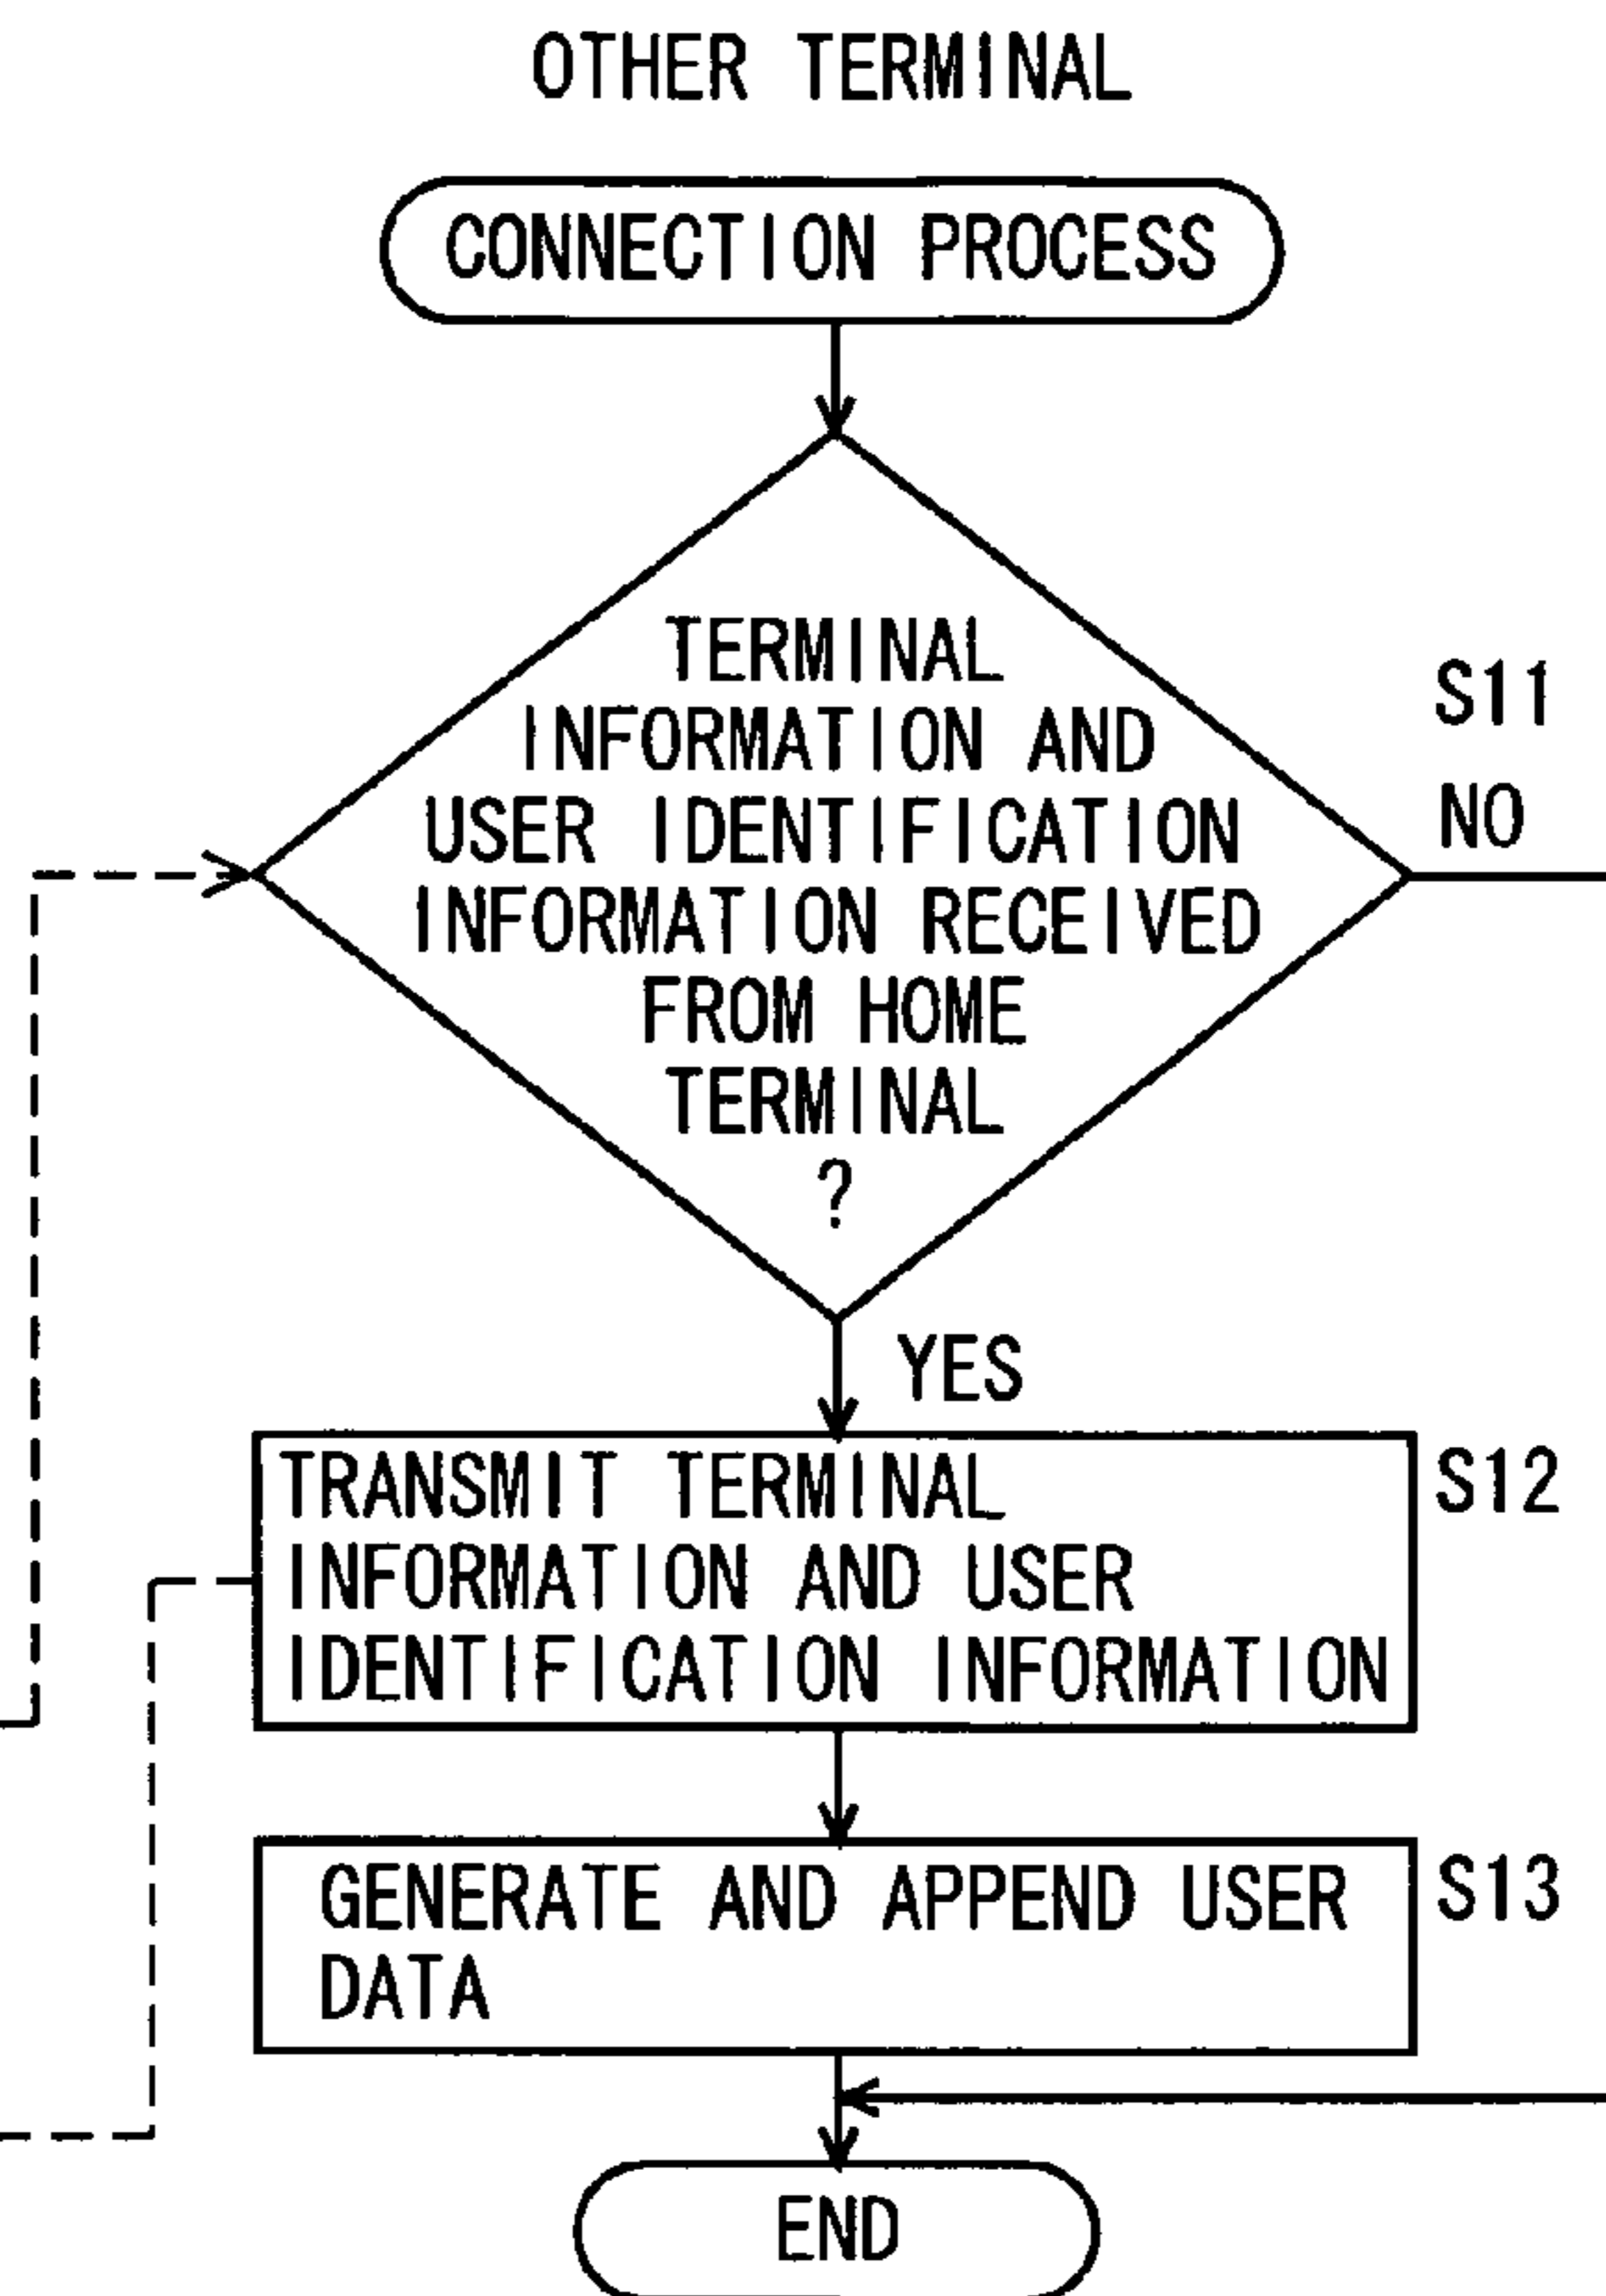 OTHER TERMINAL
CONNECTION PROCESS
TERMINAL
INFORMATION AND
USER IDENTIFICATION
INFORMATION RECEIVED
FROM HOME
TERMINAL
?
S11
NO
YES
TRANSMIT TERMINAL
INFORMATION AND USER
IDENTIFICATION INFORMATION
S12
GENERATE AND APPEND USER
DATA
S13
END